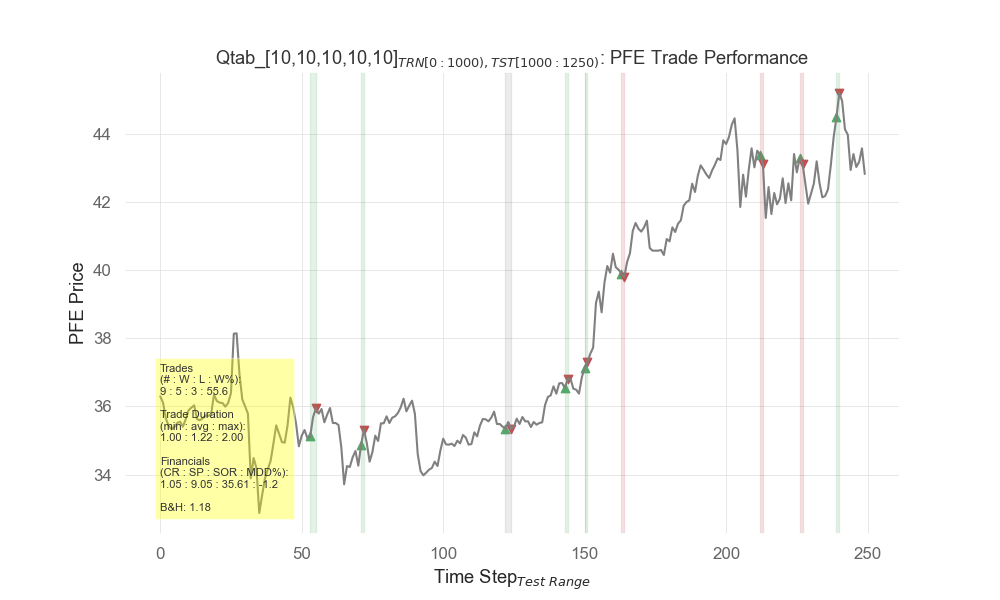 Qtab_[10,10,10,10,10]TRN[0 : 1000), TST[1000 : 1250): PFE Trade Performance
PFE Price
44
42
40
38
36
34
Trades
(# : W : L : W%):
9 : 5 : 3 : 55.6
Trade Duration
(min : avg : max):
1.00 : 1.22 : 2.00
Financials
(CR : SP : SOR : MDD%):
1.05 : 9.05 : 35.61 : -1.2
B&H: 1.18
0 50 100 150 200 250
Time StepTest Range